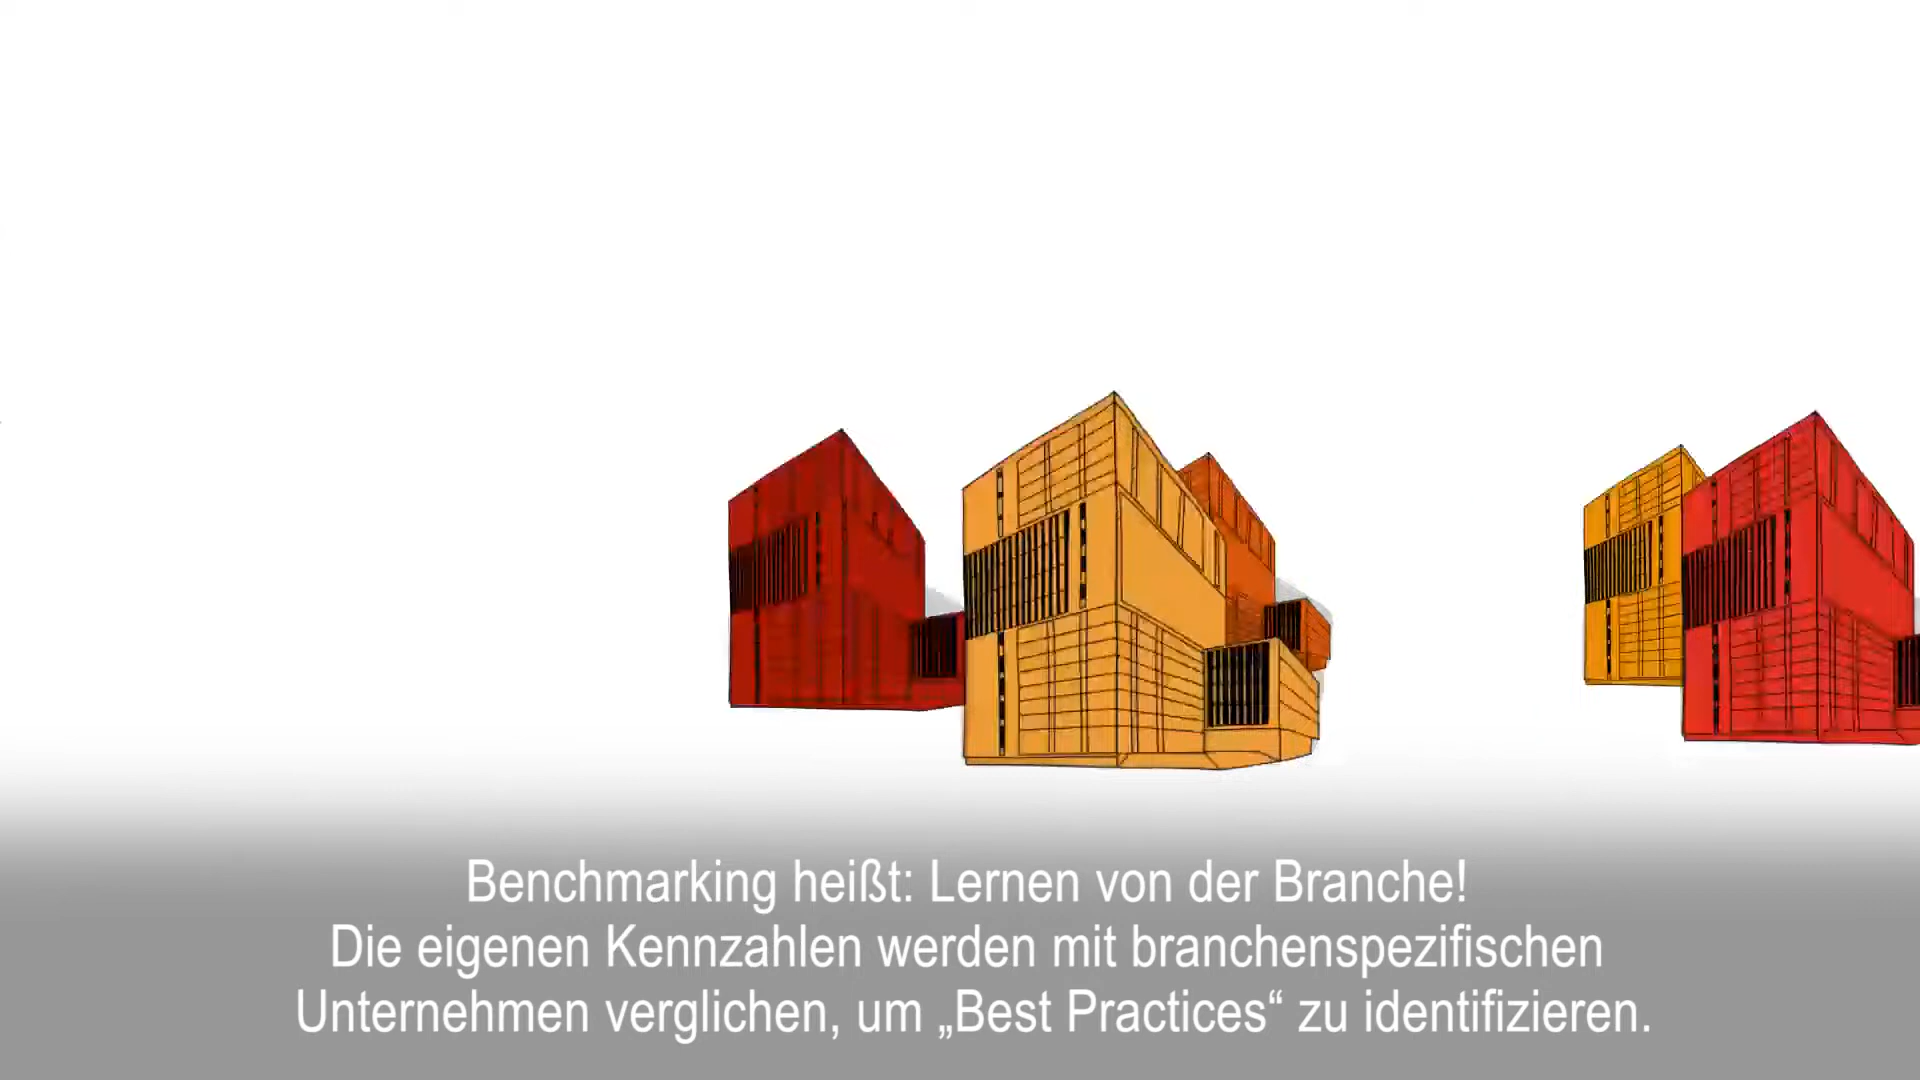 Benchmarking heißt: Lernen von der Branche!
Die eigenen Kennzahlen werden mit branchenspezifischen
Unternehmen verglichen, um „Best Practices“ zu identifizieren.